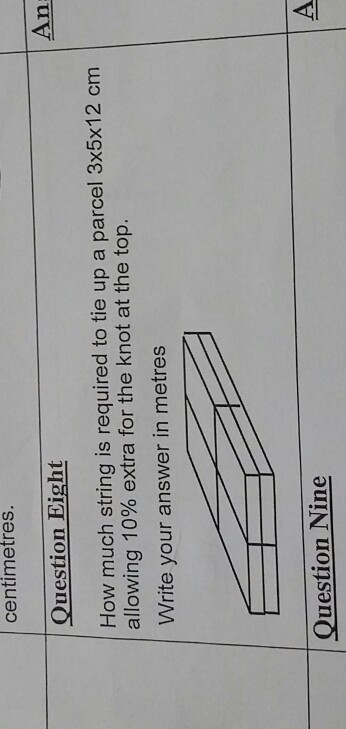 centimetres.
Question Eight
How much string is required to tie up a parcel 3x5x12 cm
allowing 10% extra for the knot at the top.
Write your answer in metres
Question Nine